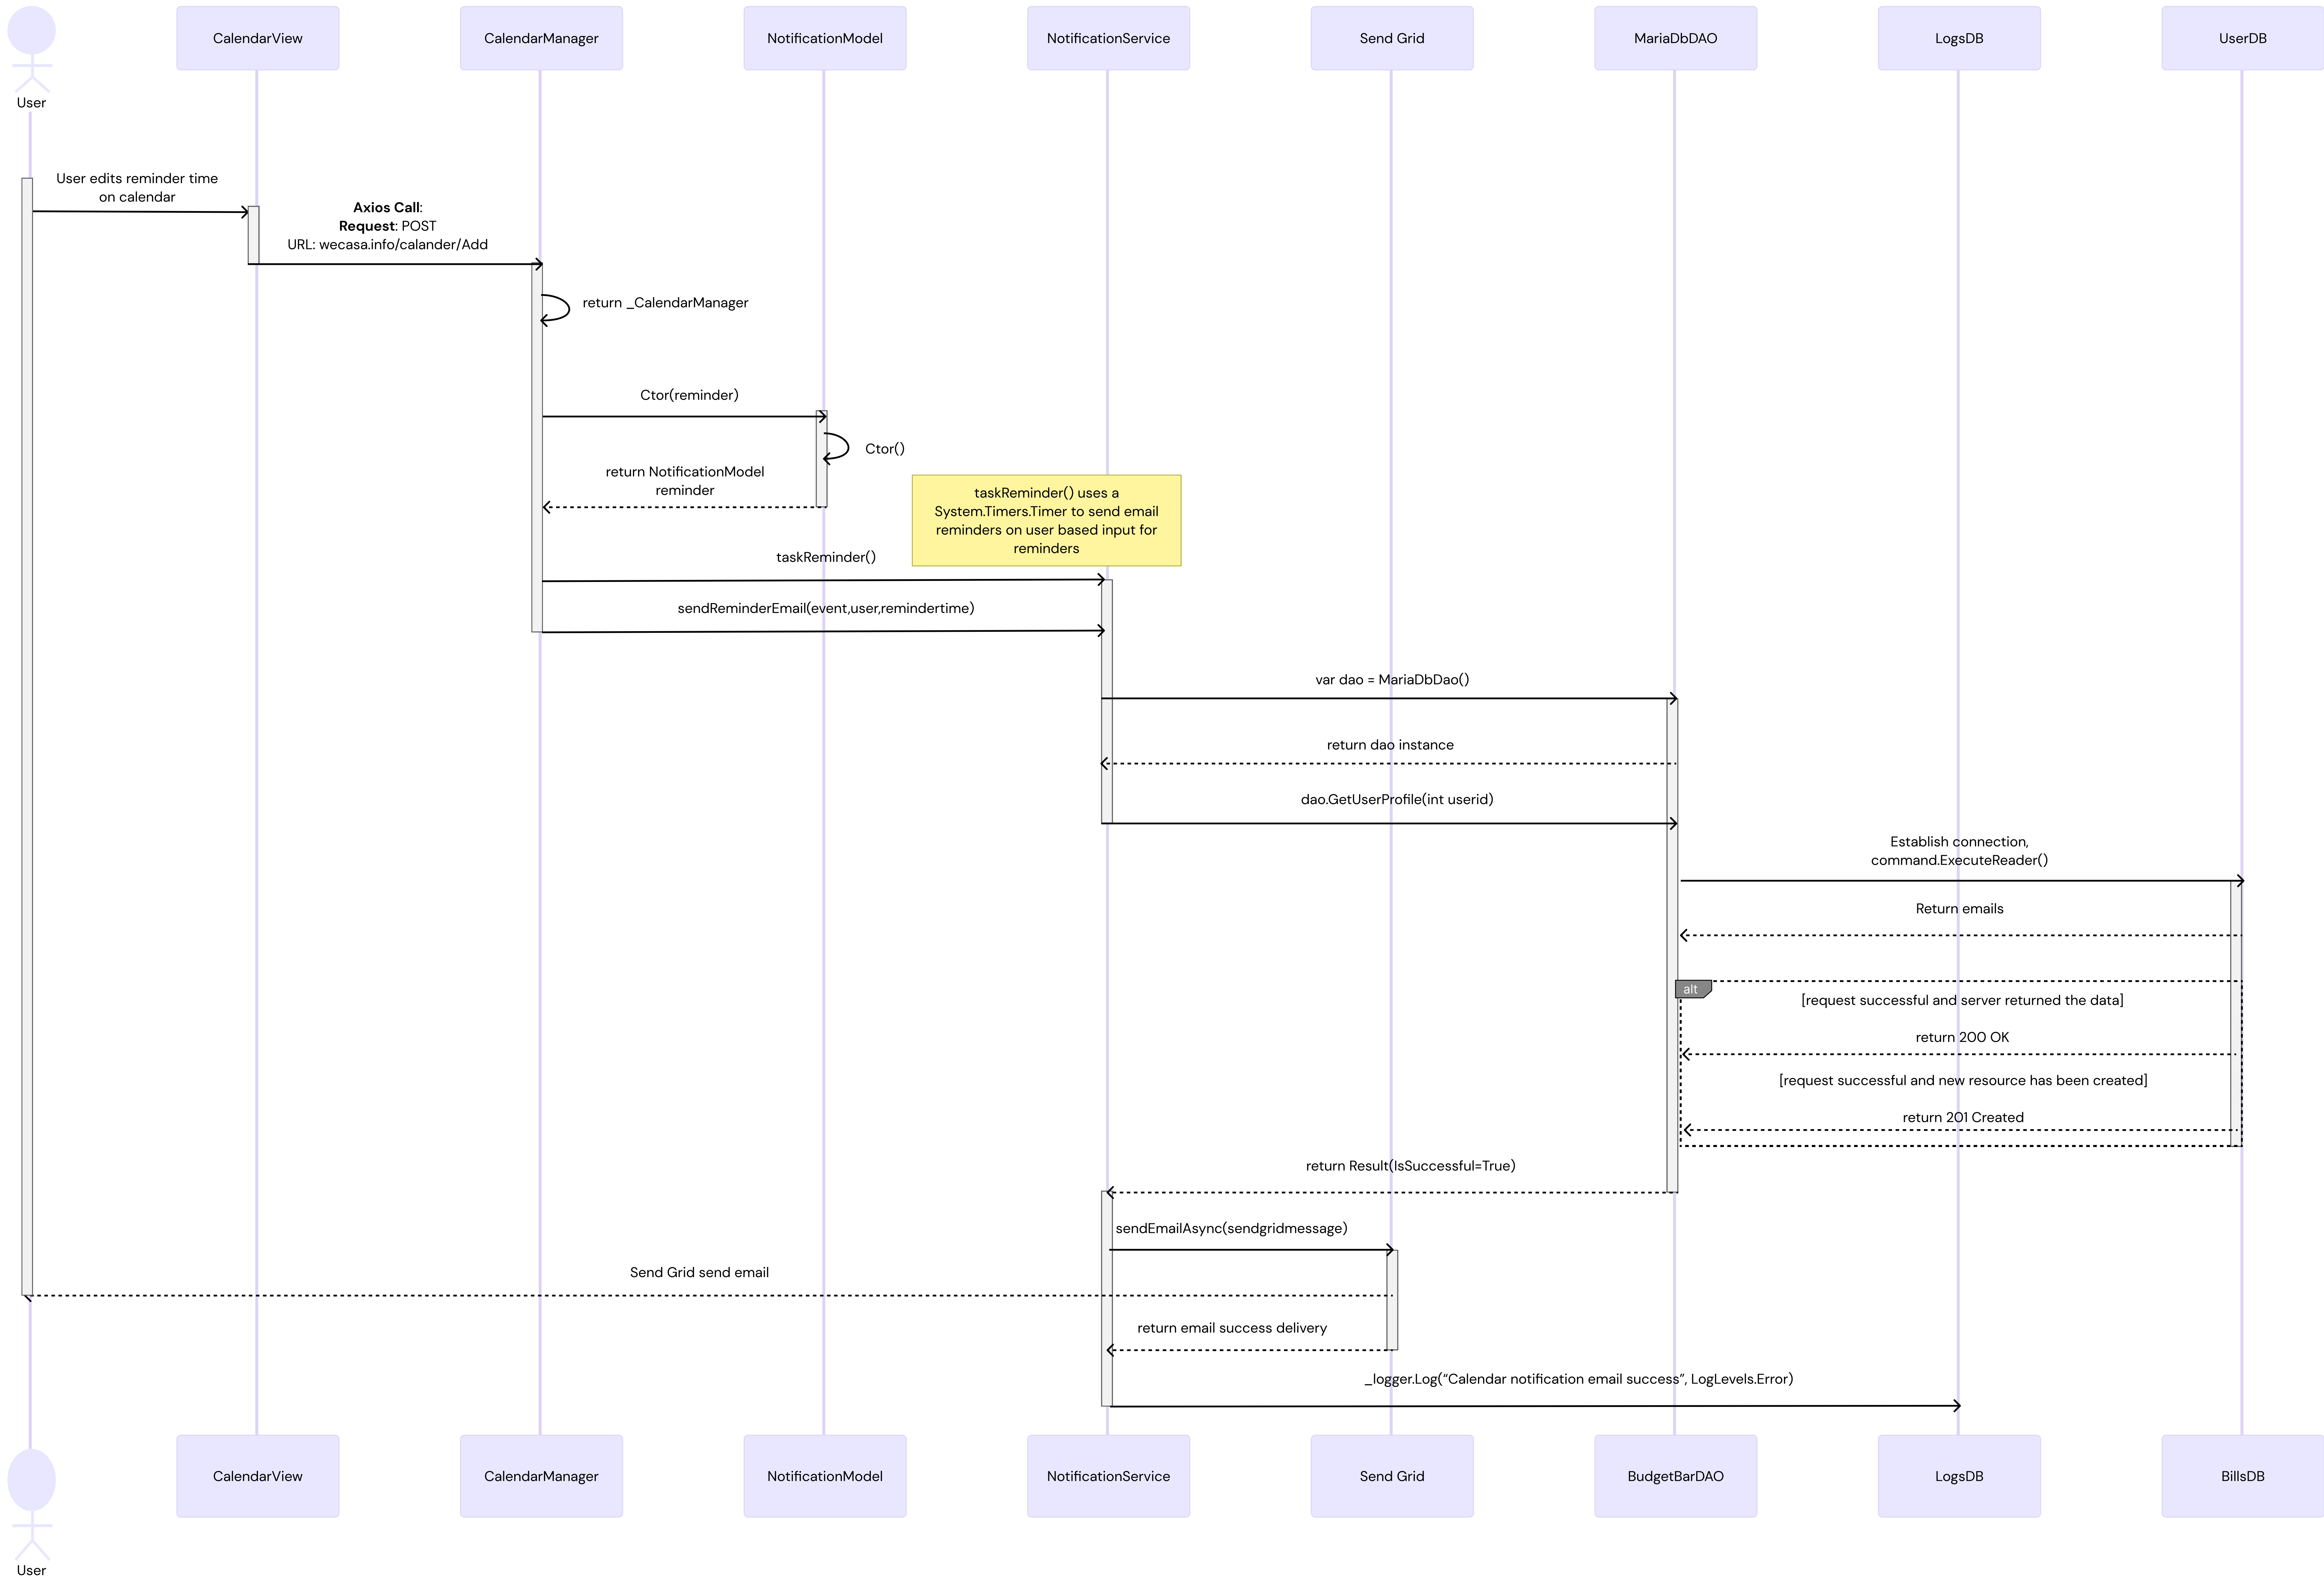 CalendarView
CalendarManager
NotificationModel
NotificationService
Send Grid
MariaDbDAO
LogsDB
UserDB
User
User edits reminder time
on calendar
Axios Call:
Request: POST
URL: wecasa.info/calander/Add
return _CalendarManager
Ctor(reminder)
Ctor()
return NotificationModel
reminder
taskReminder() uses a
System.Timers.Timer to send email
reminders on user based input for
reminders
taskReminder()
sendReminderEmail(event,user,remindertime)
var dao = MariaDbDao()
return dao instance
dao.GetUserProfile(int userid)
Establish connection,
command.ExecuteReader()
Return emails
alt
[request successful and server returned the data]
return 200 OK
[request successful and new resource has been created]
return 201 Created
return Result(IsSuccessful=True)
sendEmailAsync(sendgridmessage)
Send Grid send email
return email success delivery
_logger.Log(“Calendar notification email success”, LogLevels.Error)
CalendarView
CalendarManager
NotificationModel
NotificationService
Send Grid
BudgetBarDAO
LogsDB
BillsDB
User